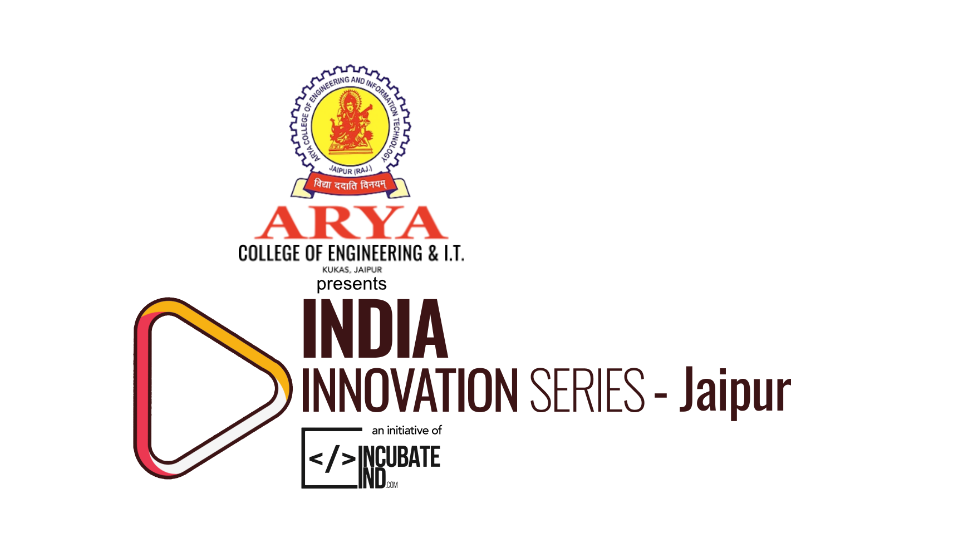 ARYA COLLEGE OF ENGINEERING AND INFORMATION TECHNOLOGY
JAIPUR (RAJ.)
विद्या ददाति विनयम्
ARYA
COLLEGE OF ENGINEERING & I.T.
KUKAS, JAIPUR
presents
INDIA
INNOVATION SERIES - Jaipur
an initiative of
</> INCUBATE
IND.COM